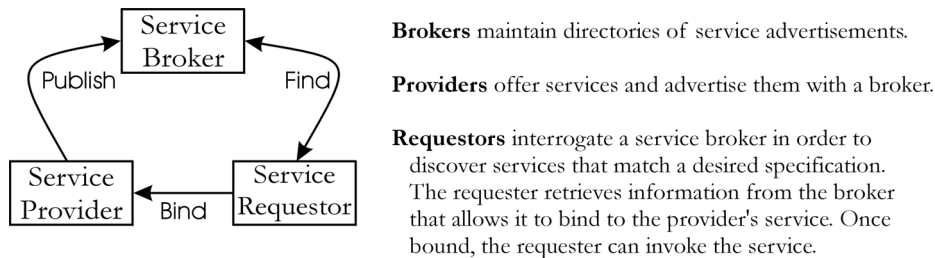 Service
Broker
Publish
Find
Service
Provider
Bind
Service
Requestor
Brokers maintain directories of service advertisements.
Providers offer services and advertise them with a broker.
Requestors interrogate a service broker in order to
discover services that match a desired specification.
The requester retrieves information from the broker
that allows it to bind to the provider's service. Once
bound, the requester can invoke the service.